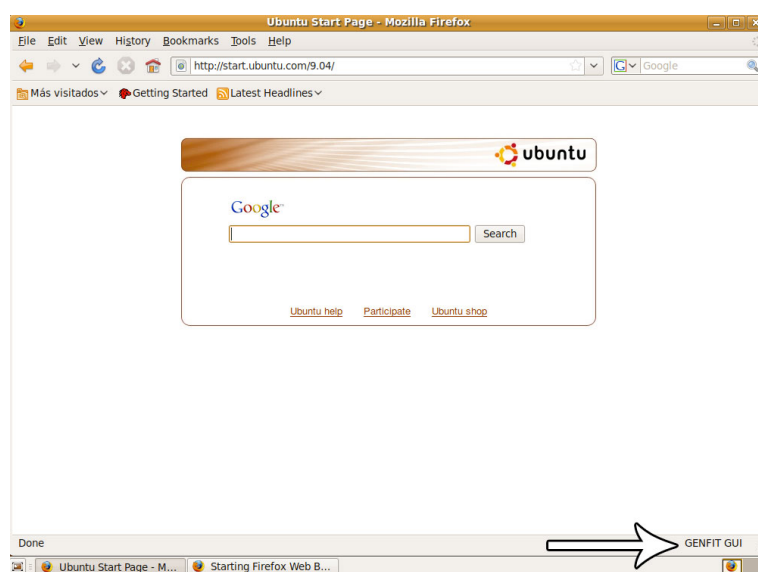 Ubuntu Start Page - Mozilla Firefox
File Edit View History Bookmarks Tools Help
http://start.ubuntu.com/9.04/
G Google
Más visitados Getting Started Latest Headlines
ubuntu
Google™
Search
Ubuntu help Participate Ubuntu shop
Done
GENFIT GUI
Ubuntu Start Page - M... Starting Firefox Web B...